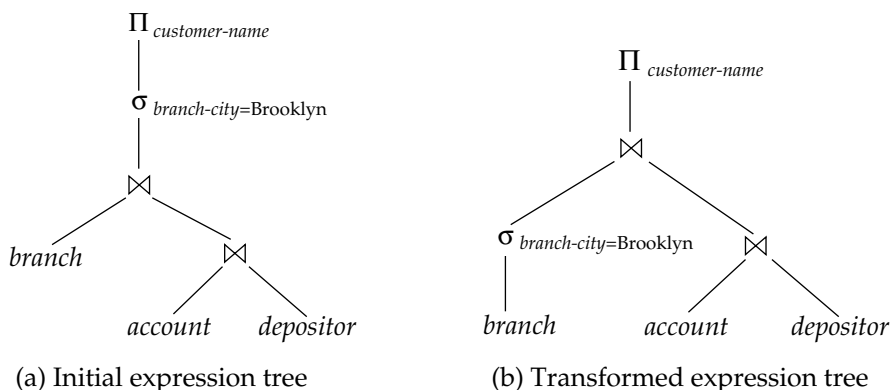 Π customer-name
σ branch-city=Brooklyn
⋈
branch
⋈
account depositor
(a) Initial expression tree
Π customer-name
⋈
σ branch-city=Brooklyn
⋈
branch account depositor
(b) Transformed expression tree